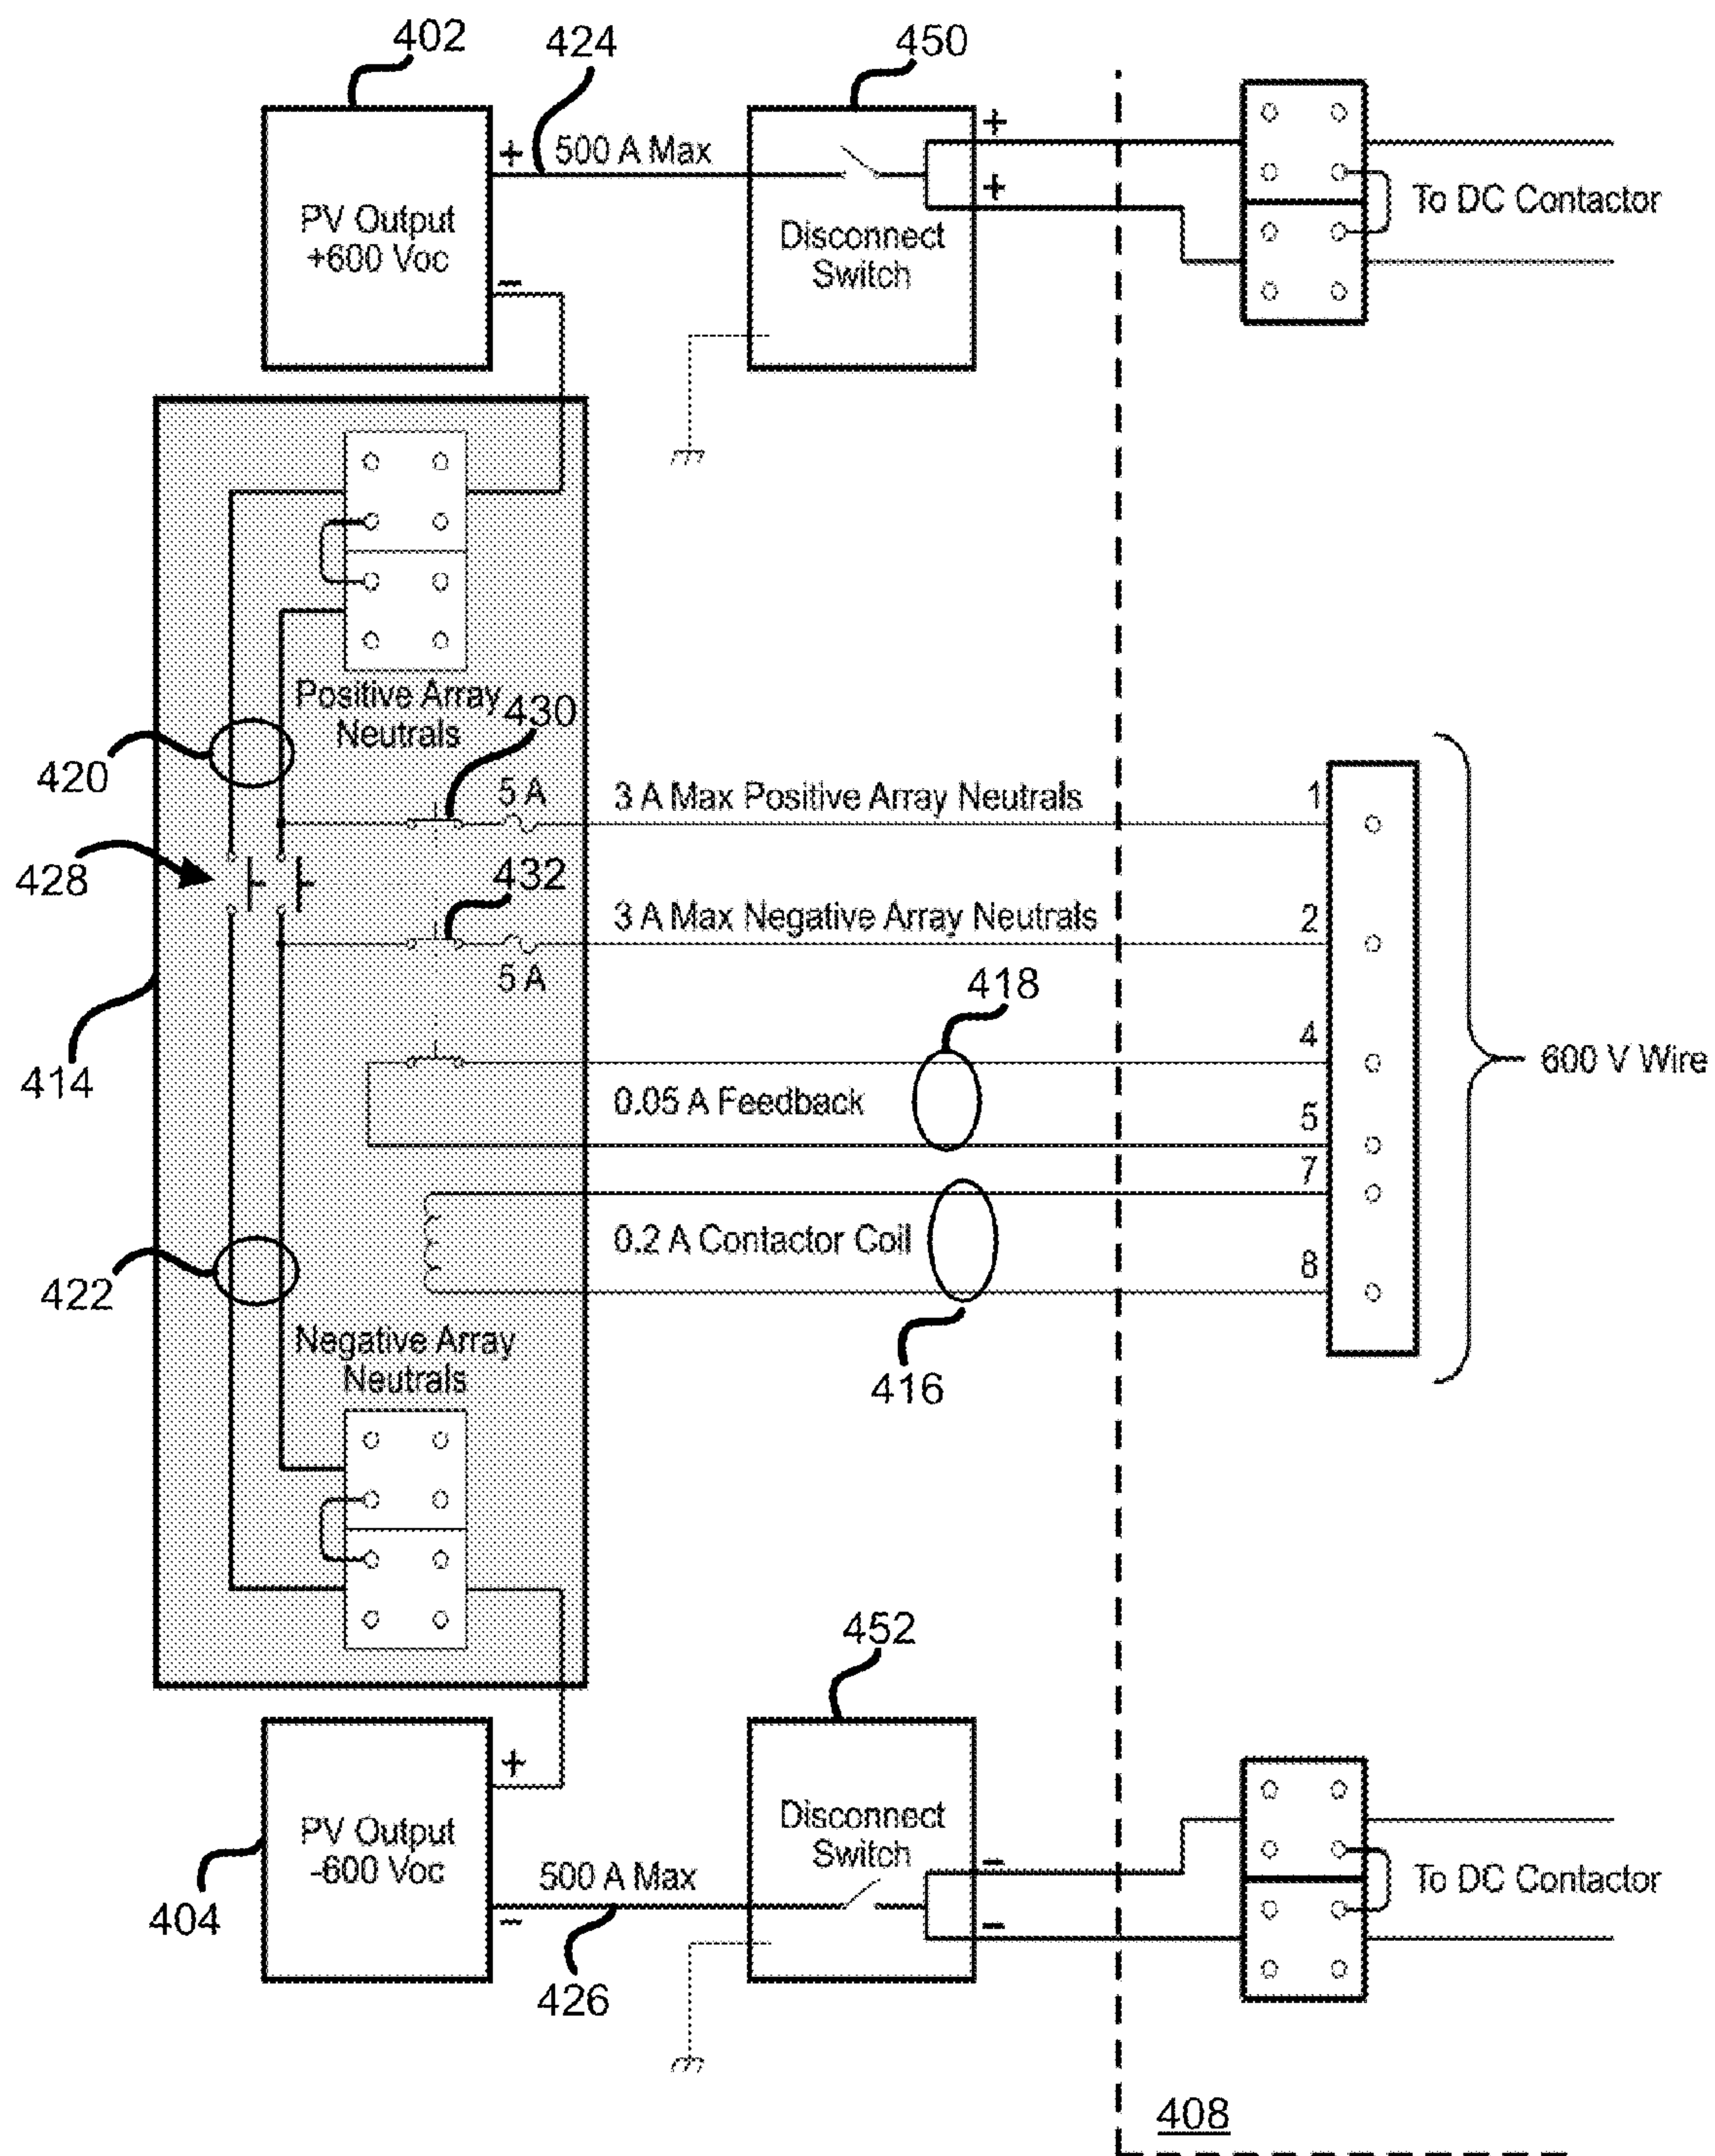 402
424
450
+
500 A Max
+
+
PV Output
+600 Voc
Disconnect
Switch
To DC Contactor
−
Positive Array
Neutrals
430
420
5 A
3 A Max Positive Array Neutrals
1
428
432
3 A Max Negative Array Neutrals
2
5 A
418
4
414
600 V Wire
0.05 A Feedback
5
7
0.2 A Contactor Coil
8
422
416
Negative Array
Neutrals
452
+
PV Output
-600 Voc
Disconnect
Switch
To DC Contactor
−
500 A Max
404
−
−
426
408